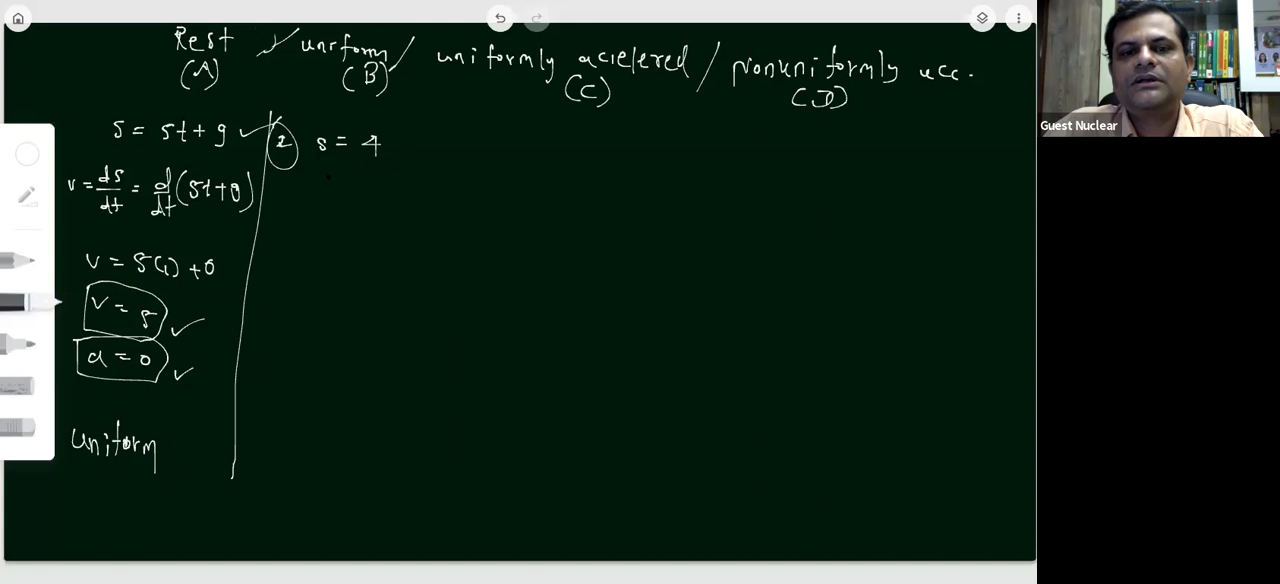 Rest / uniform / uniformly accelered / Nonuniformly acc.
(A) (B) (C) (D)
Guest Nuclear
s = 5t + 9
v = ds/dt = d/dt (5t + 9)
v = 5(1) + 0
v = 5
a = 0
uniform
2 s = 4